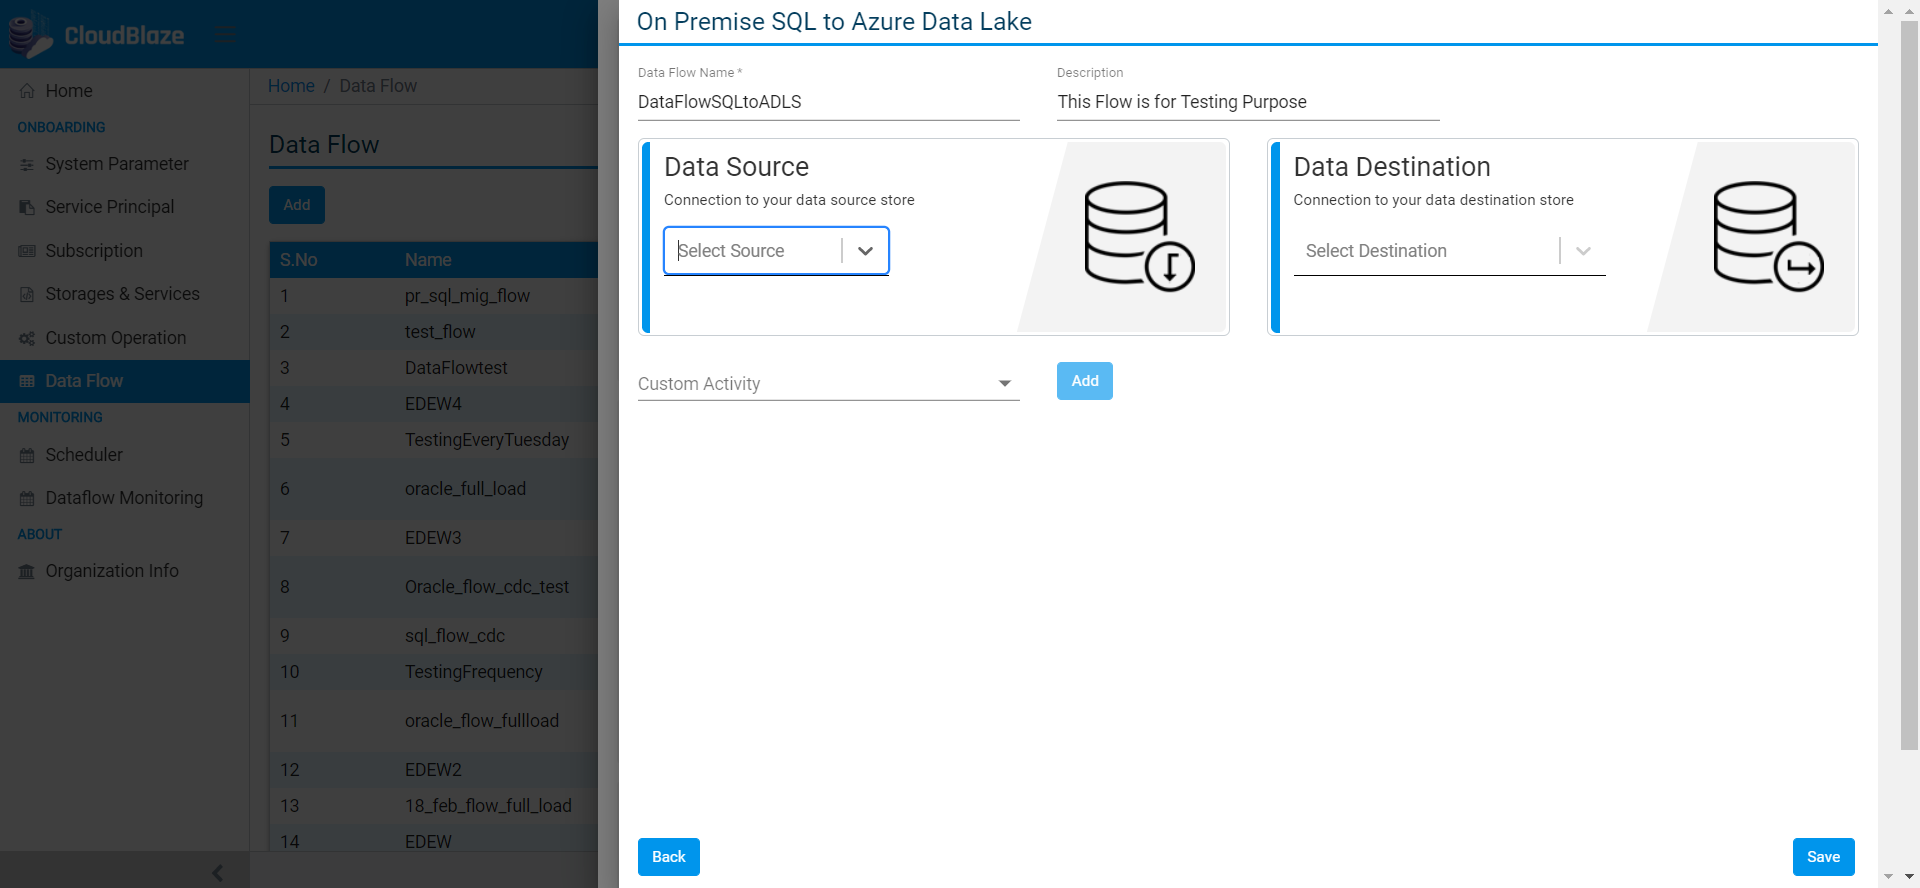 CloudBlaze
Home
ONBOARDING
System Parameter
Service Principal
Subscription
Storages & Services
Custom Operation
Data Flow
MONITORING
Scheduler
Dataflow Monitoring
ABOUT
Organization Info
Home / Data Flow
Data Flow
Add
S.No Name
1 pr_sql_mig_flow
2 test_flow
3 DataFlowtest
4 EDEW4
5 TestingEveryTuesday
6 oracle_full_load
7 EDEW3
8 Oracle_flow_cdc_test
9 sql_flow_cdc
10 TestingFrequency
11 oracle_flow_fullload
12 EDEW2
13 18_feb_flow_full_load
14 EDEW
On Premise SQL to Azure Data Lake
Data Flow Name *
DataFlowSQLtoADLS
Description
This Flow is for Testing Purpose
Data Source
Connection to your data source store
Select Source
Data Destination
Connection to your data destination store
Select Destination
Custom Activity
Add
Back
Save